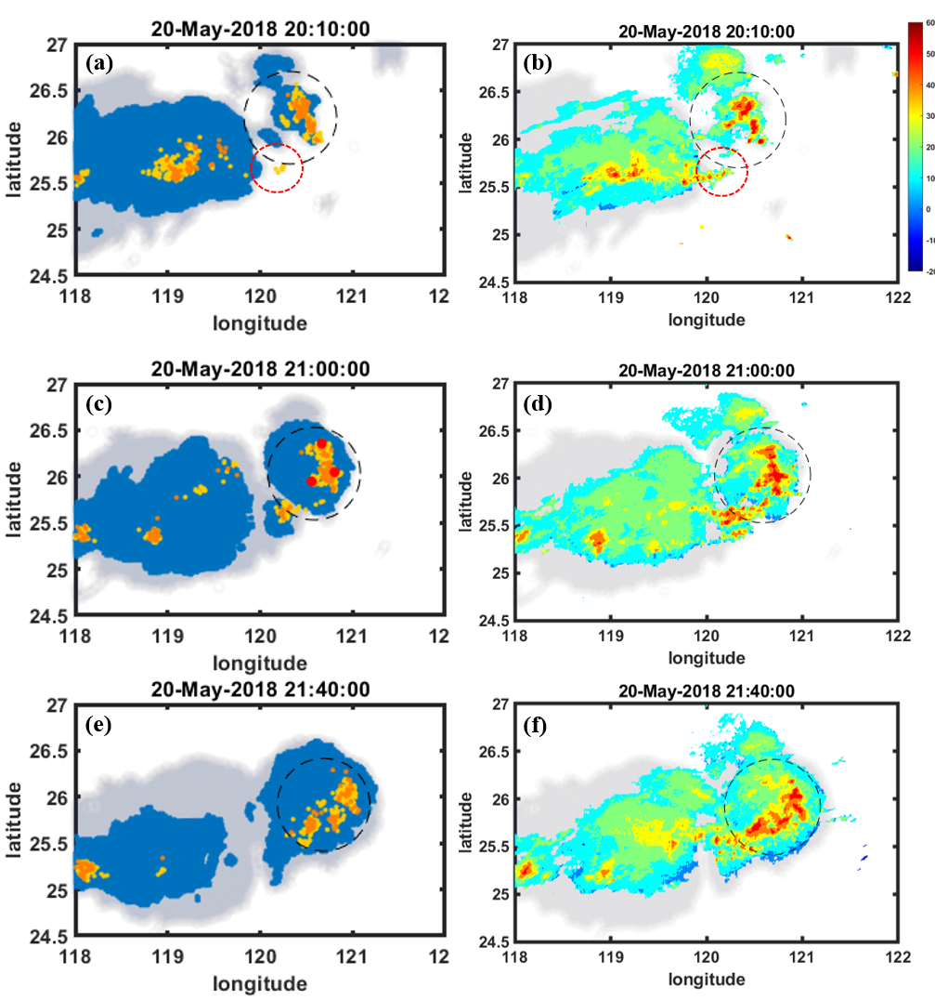 20-May-2018 20:10:00
(a)
latitude
27
26.5
26
25.5
25
24.5
118 119 120 121 12
longitude
20-May-2018 20:10:00
(b)
latitude
27
26.5
26
25.5
25
24.5
118 119 120 121 122
longitude
60
50
40
30
20
10
0
-10
-20
20-May-2018 21:00:00
(c)
latitude
27
26.5
26
25.5
25
24.5
118 119 120 121 12
longitude
20-May-2018 21:00:00
(d)
latitude
27
26.5
26
25.5
25
24.5
118 119 120 121 122
longitude
20-May-2018 21:40:00
(e)
latitude
27
26.5
26
25.5
25
24.5
118 119 120 121 12
longitude
20-May-2018 21:40:00
(f)
latitude
27
26.5
26
25.5
25
24.5
118 119 120 121 122
longitude